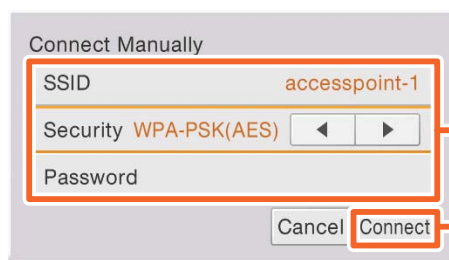 Connect Manually
SSID accesspoint-1
Security WPA-PSK(AES)
Password
Cancel Connect